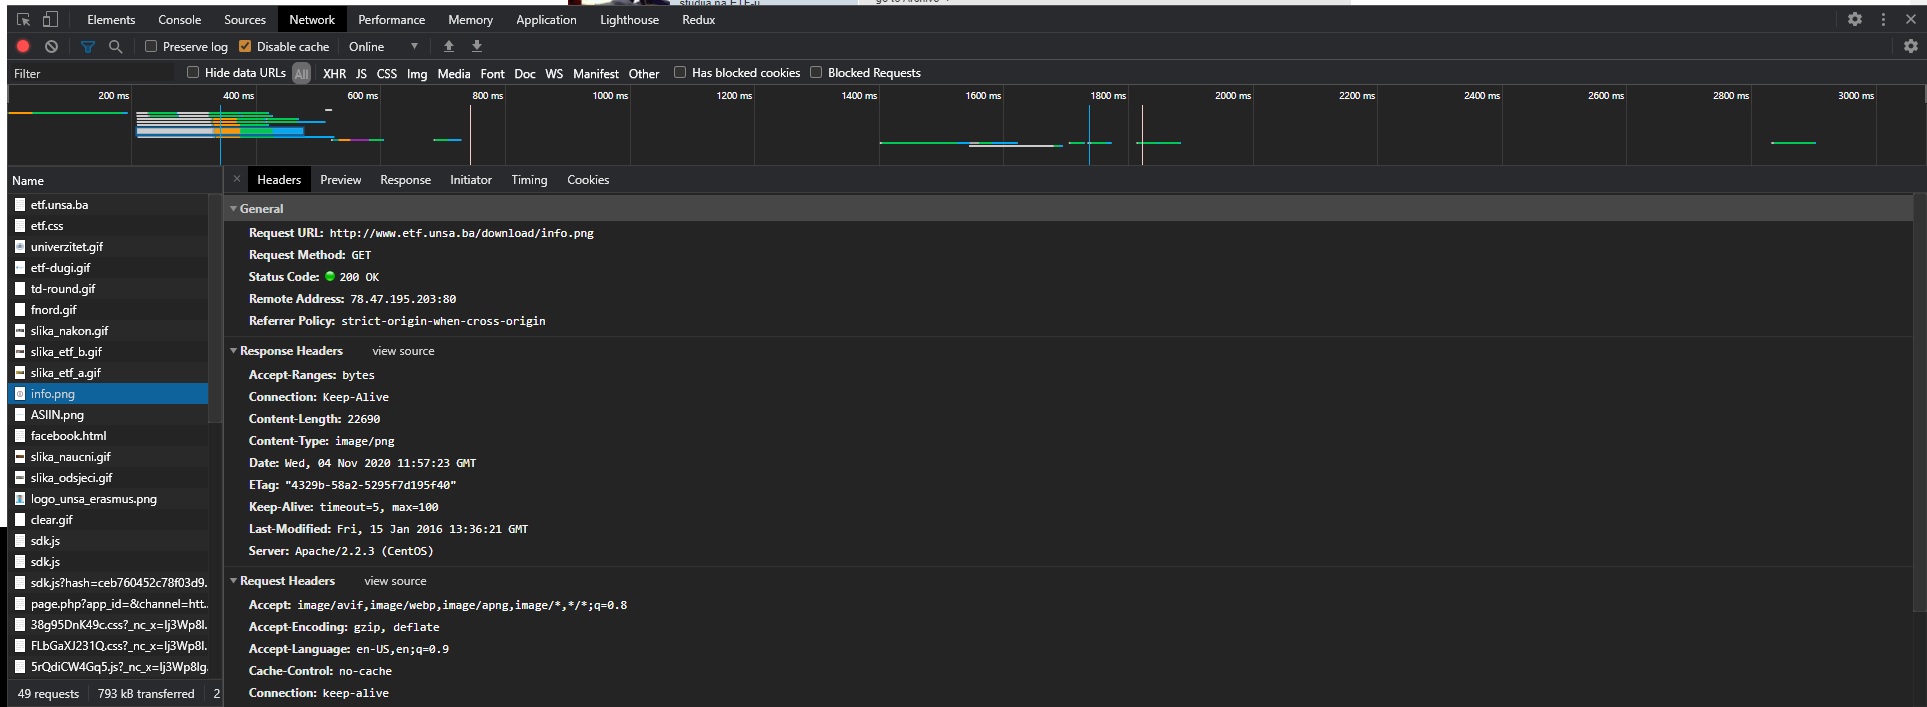 studija na ETF-u
go to Archive
Elements Console Sources Network Performance Memory Application Lighthouse Redux
Preserve log Disable cache Online
Filter Hide data URLs All XHR JS CSS Img Media Font Doc WS Manifest Other Has blocked cookies Blocked Requests
200 ms 400 ms 600 ms 800 ms 1000 ms 1200 ms 1400 ms 1600 ms 1800 ms 2000 ms 2200 ms 2400 ms 2600 ms 2800 ms 3000 ms
Name
etf.unsa.ba
etf.css
univerzitet.gif
etf-dugi.gif
td-round.gif
fnord.gif
slika_nakon.gif
slika_etf_b.gif
slika_etf_a.gif
info.png
ASIIN.png
facebook.html
slika_naucni.gif
slika_odsjeci.gif
logo_unsa_erasmus.png
clear.gif
sdk.js
sdk.js
sdk.js?hash=ceb760452c78f03d9.
page.php?app_id=&channel=htt..
38g95DnK49c.css?_nc_x=Ij3Wp8l.
FLbGaXJ231Q.css?_nc_x=Ij3Wp8l.
5rQdiCW4Gq5.js?_nc_x=Ij3Wp8lg.
49 requests 793 kB transferred 2
Headers Preview Response Initiator Timing Cookies
General
Request URL: http://www.etf.unsa.ba/download/info.png
Request Method: GET
Status Code: 200 OK
Remote Address: 78.47.195.203:80
Referrer Policy: strict-origin-when-cross-origin
Response Headers view source
Accept-Ranges: bytes
Connection: Keep-Alive
Content-Length: 22690
Content-Type: image/png
Date: Wed, 04 Nov 2020 11:57:23 GMT
ETag: "4329b-58a2-5295f7d195f40"
Keep-Alive: timeout=5, max=100
Last-Modified: Fri, 15 Jan 2016 13:36:21 GMT
Server: Apache/2.2.3 (CentOS)
Request Headers view source
Accept: image/avif,image/webp,image/apng,image/*,*/*;q=0.8
Accept-Encoding: gzip, deflate
Accept-Language: en-US,en;q=0.9
Cache-Control: no-cache
Connection: keep-alive